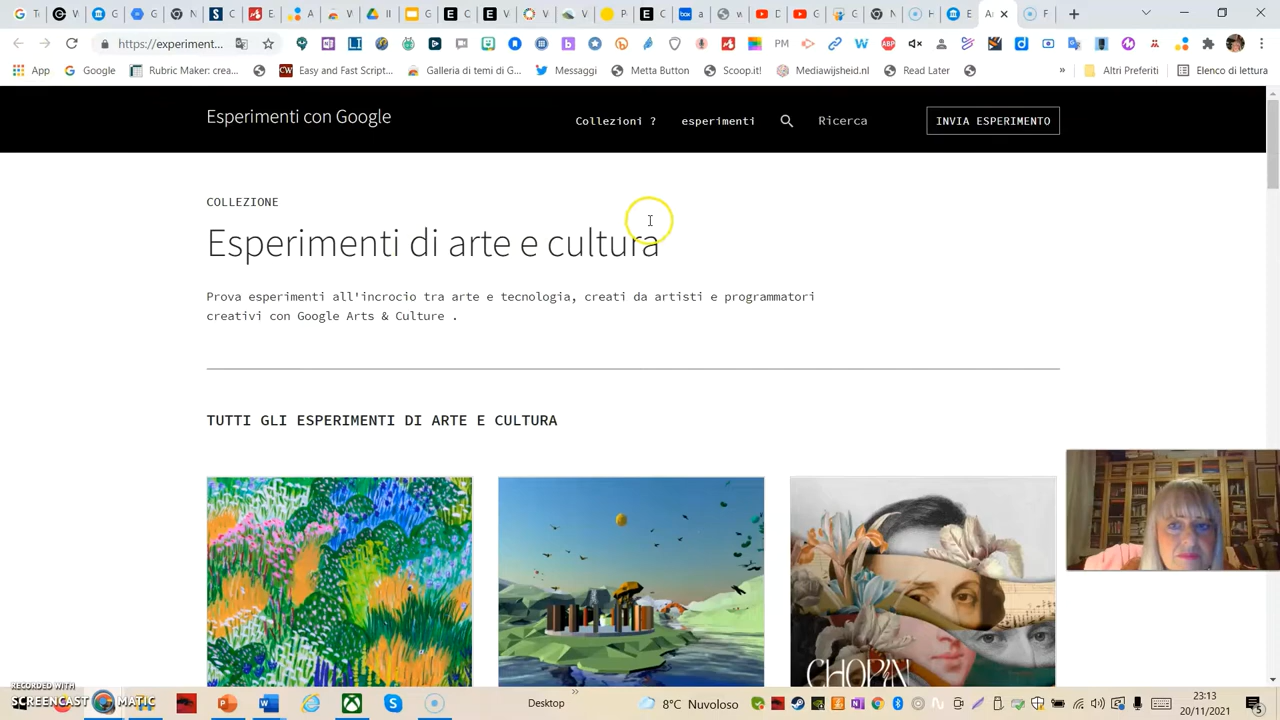 https://experiment...
PM
ABP
App
Google
Rubric Maker: crea...
CW
Easy and Fast Script...
Galleria di temi di G...
Messaggi
Metta Button
Scoop.it!
Mediawijsheid.nl
Read Later
»
Altri Preferiti
Elenco di lettura
Esperimenti con Google
Collezioni ?
esperimenti
Ricerca
INVIA ESPERIMENTO
COLLEZIONE
Esperimenti di arte e cultura
Prova esperimenti all'incrocio tra arte e tecnologia, creati da artisti e programmatori
creativi con Google Arts & Culture .
TUTTI GLI ESPERIMENTI DI ARTE E CULTURA
CHOPIN
RECORDED WITH
SCREENCAST MATIC
Desktop
»
8°C Nuvoloso
23:13
20/11/2021
5